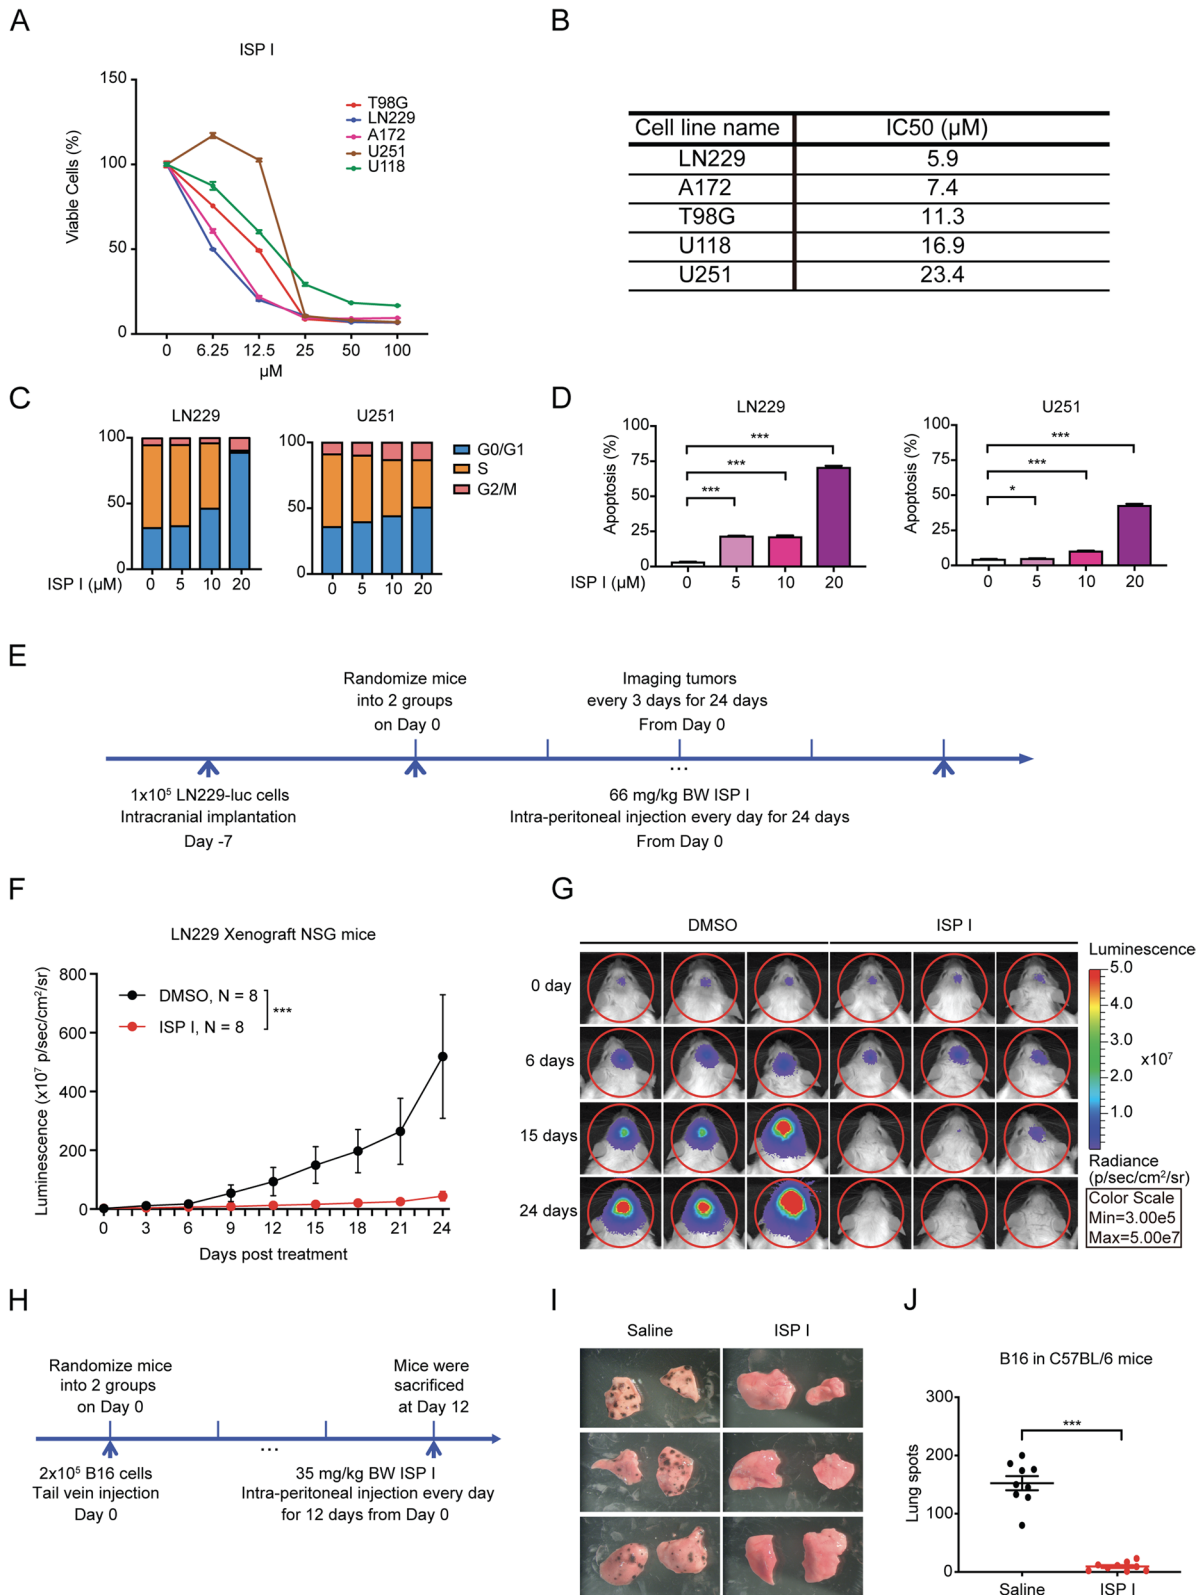 A
ISP I
150
100
50
0
Viable Cells (%)
T98G
LN229
A172
U251
U118
0 6.25 12.5 25 50 100
µM
B
Cell line name IC50 (µM)
LN229 5.9
A172 7.4
T98G 11.3
U118 16.9
U251 23.4
C
LN229
U251
100
50
0
100
50
0
G0/G1
S
G2/M
ISP I (µM) 0 5 10 20
0 5 10 20
D
LN229
U251
Apoptosis (%)
100
75
50
25
0
***
***
***
ISP I (µM) 0 5 10 20
Apoptosis (%)
100
75
50
25
0
***
***
*
0 5 10 20
E
Randomize mice
into 2 groups
on Day 0
Imaging tumors
every 3 days for 24 days
From Day 0
...
1x10⁵ LN229-luc cells
Intracranial implantation
Day -7
66 mg/kg BW ISP I
Intra-peritoneal injection every day for 24 days
From Day 0
F
LN229 Xenograft NSG mice
Luminescence (x10⁷ p/sec/cm²/sr)
800
600
400
200
0
DMSO, N = 8
ISP I, N = 8
***
0 3 6 9 12 15 18 21 24
Days post treatment
G
DMSO ISP I
0 day
6 days
15 days
24 days
Luminescence
5.0
4.0
3.0
2.0
1.0
x10⁷
Radiance
(p/sec/cm²/sr)
Color Scale
Min=3.00e5
Max=5.00e7
H
Randomize mice
into 2 groups
on Day 0
Mice were
sacrificed
at Day 12
...
2x10⁵ B16 cells
Tail vein injection
Day 0
35 mg/kg BW ISP I
Intra-peritoneal injection every day
for 12 days from Day 0
I
Saline ISP I
J
B16 in C57BL/6 mice
Lung spots
300
200
100
0
***
Saline ISP I